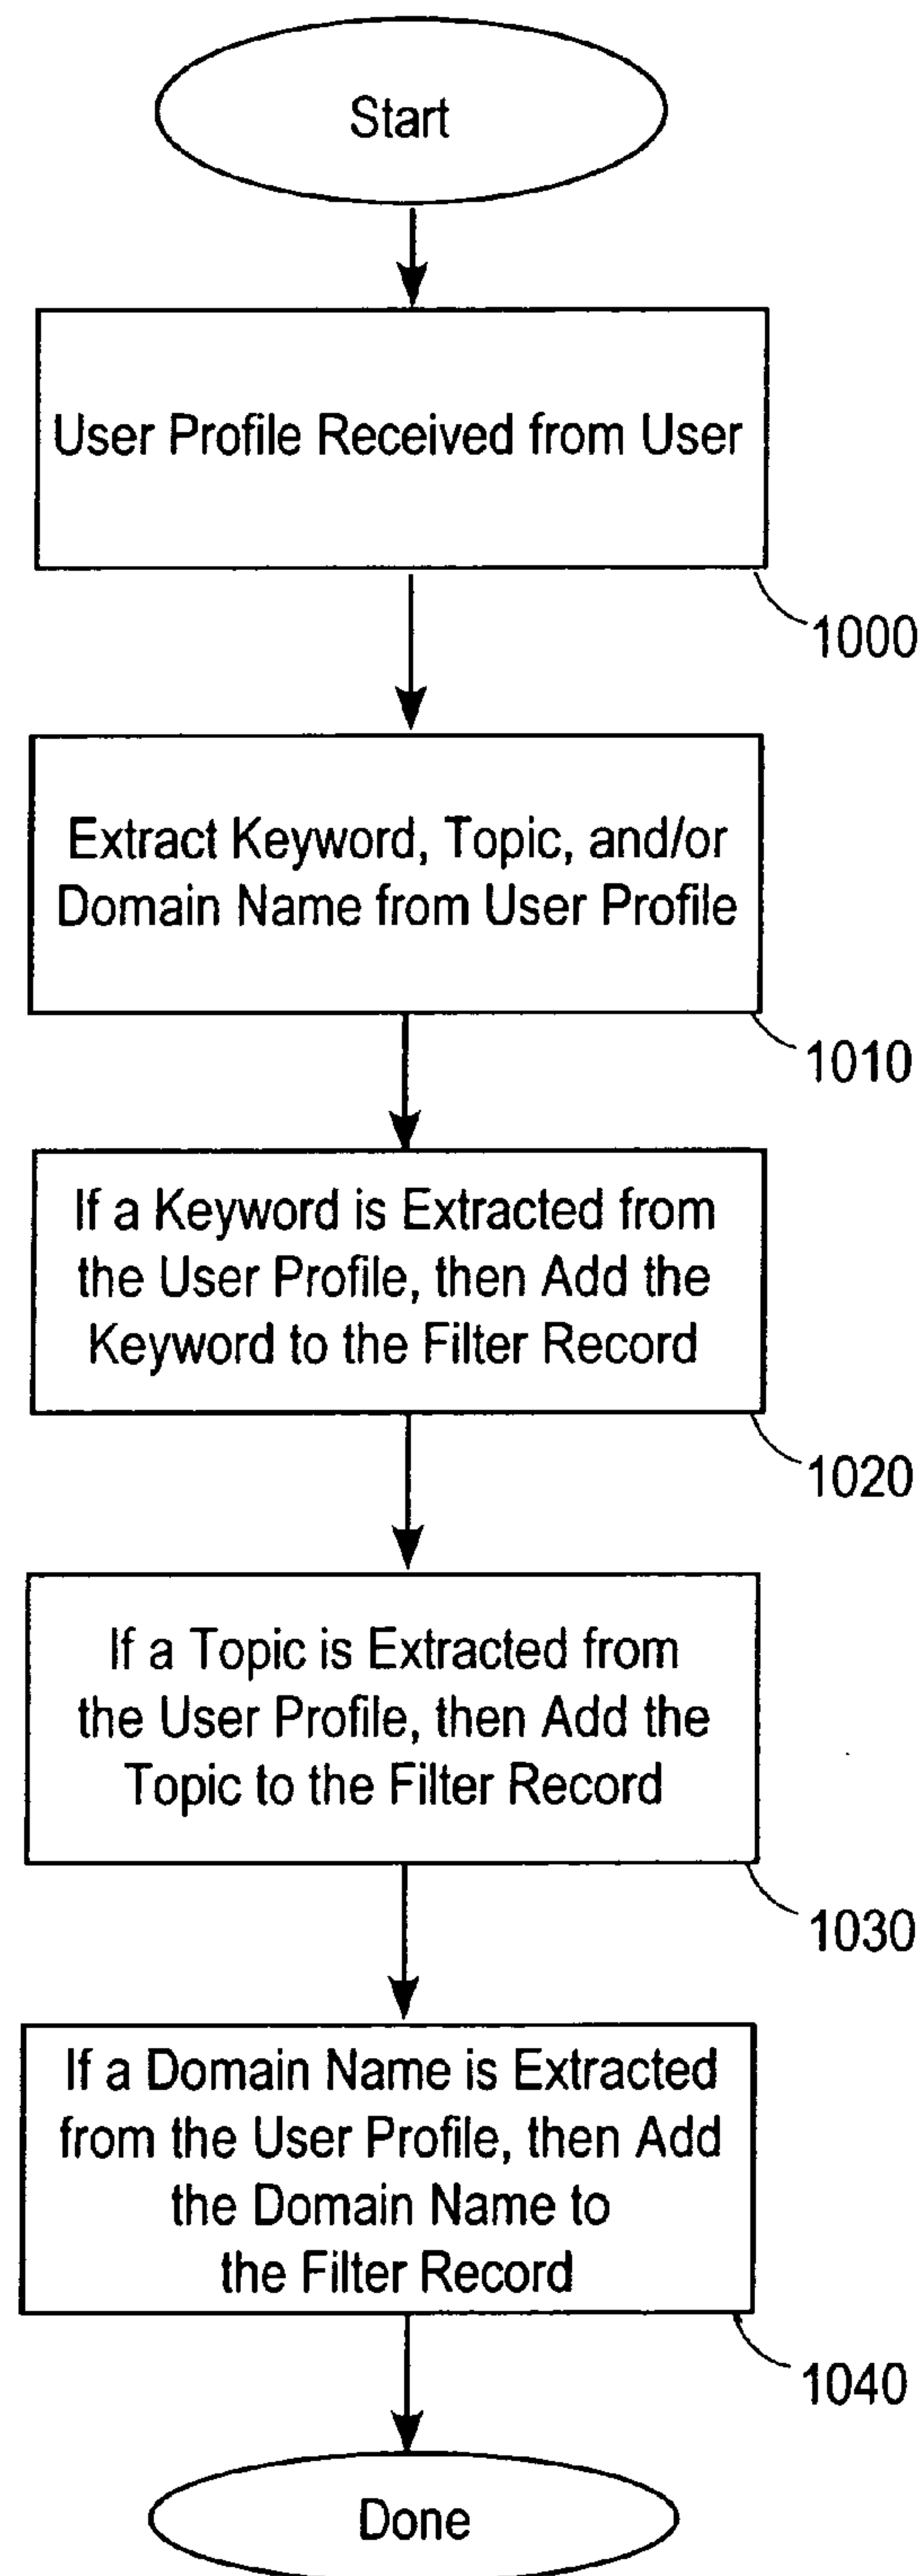 Start
User Profile Received from User
1000
Extract Keyword, Topic, and/or
Domain Name from User Profile
1010
If a Keyword is Extracted from
the User Profile, then Add the
Keyword to the Filter Record
1020
If a Topic is Extracted from
the User Profile, then Add the
Topic to the Filter Record
1030
If a Domain Name is Extracted
from the User Profile, then Add
the Domain Name to
the Filter Record
1040
Done